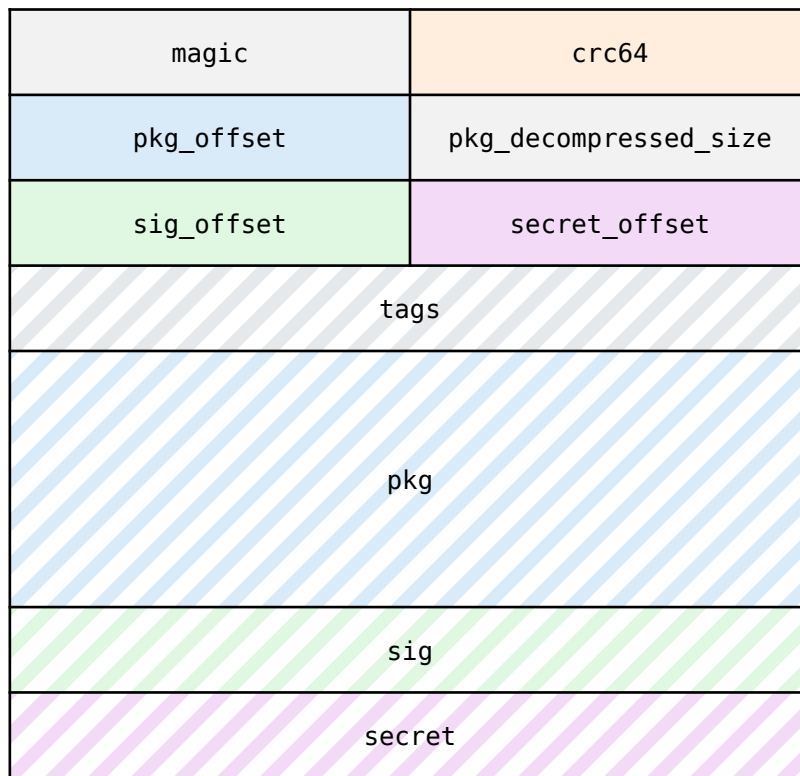 magic crc64
pkg_offset pkg_decompressed_size
sig_offset secret_offset
tags
pkg
sig
secret